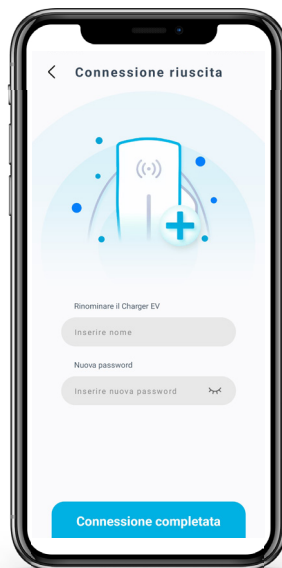 Connessione riuscita
Rinominare il Charger EV
Inserire nome
Nuova password
Inserire nuova password
Connessione completata